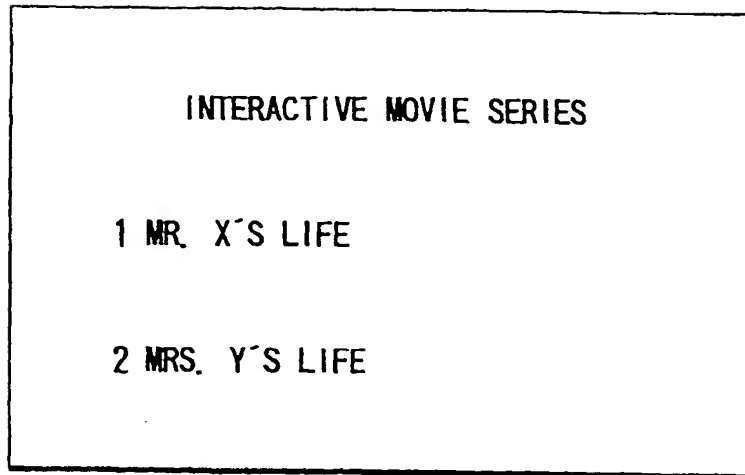 INTERACTIVE MOVIE SERIES
1 MR. X´S LIFE
2 MRS. Y´S LIFE